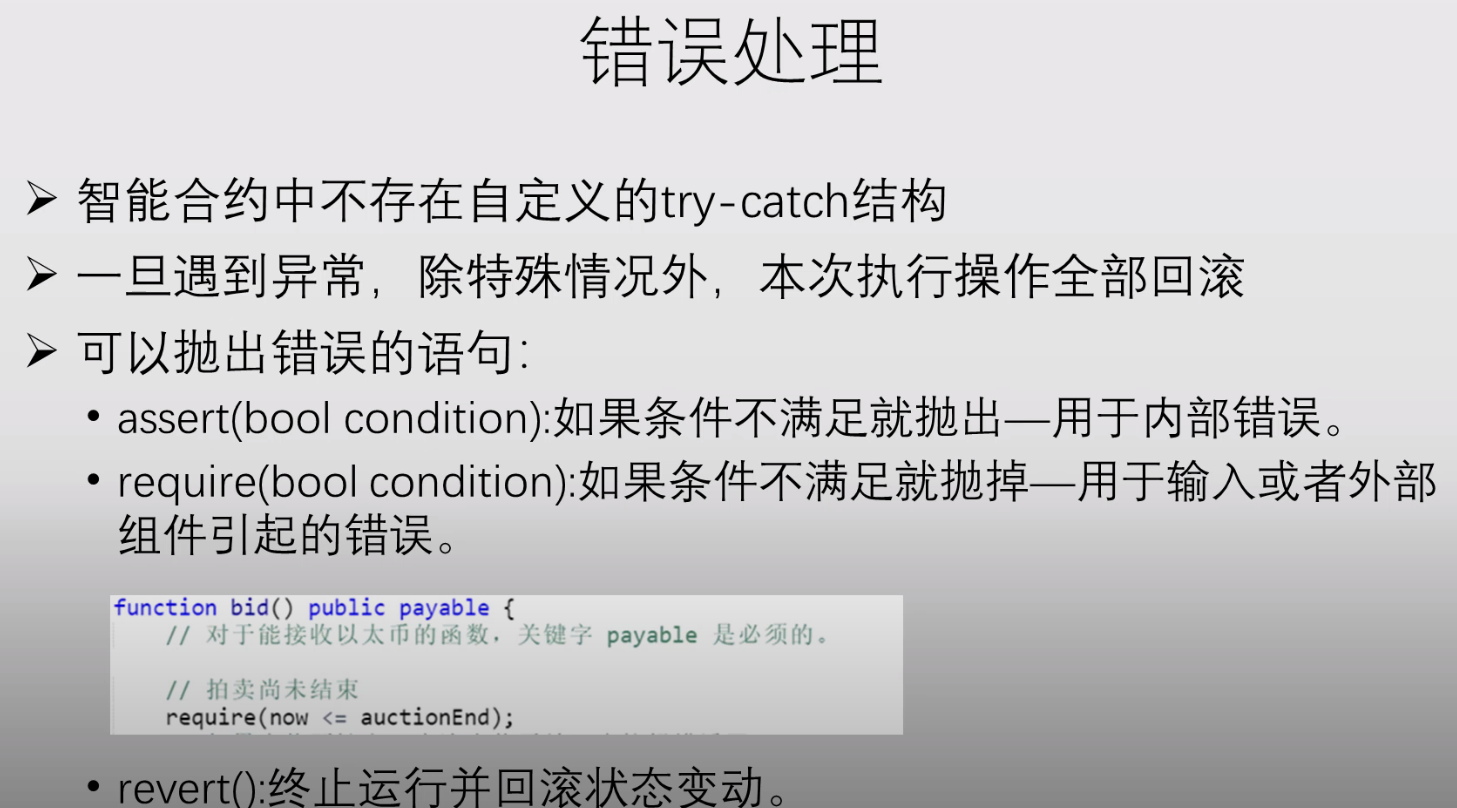 错误处理
➢ 智能合约中不存在自定义的try-catch结构
➢ 一旦遇到异常，除特殊情况外，本次执行操作全部回滚
➢ 可以抛出错误的语句：
• assert(bool condition):如果条件不满足就抛出—用于内部错误。
• require(bool condition):如果条件不满足就抛掉—用于输入或者外部
组件引起的错误。
function bid() public payable {
// 对于能接收以太币的函数，关键字 payable 是必须的。
// 拍卖尚未结束
require(now <= auctionEnd);
• revert():终止运行并回滚状态变动。